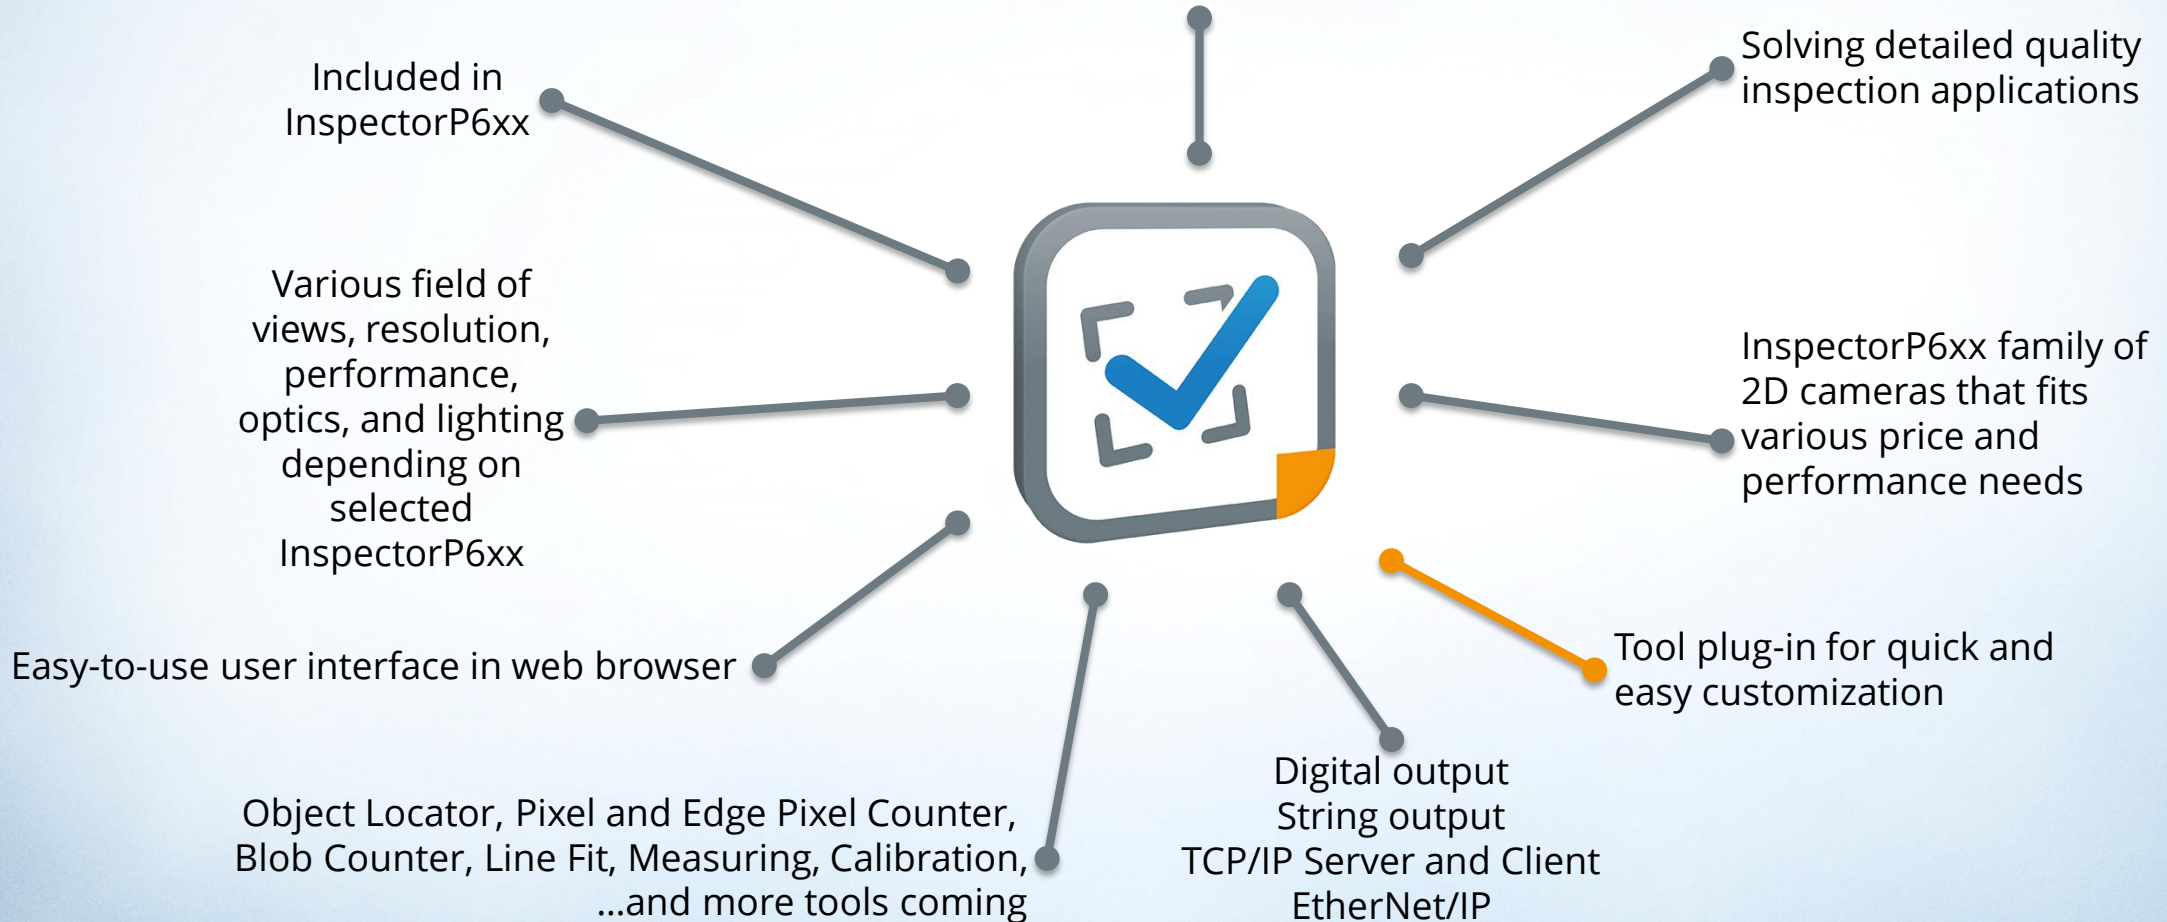 Included in
InspectorP6xx
Solving detailed quality
inspection applications
Various field of
views, resolution,
performance,
optics, and lighting
depending on
selected
InspectorP6xx
InspectorP6xx family of
2D cameras that fits
various price and
performance needs
Easy-to-use user interface in web browser
Tool plug-in for quick and
easy customization
Object Locator, Pixel and Edge Pixel Counter,
Blob Counter, Line Fit, Measuring, Calibration,
...and more tools coming
Digital output
String output
TCP/IP Server and Client
EtherNet/IP